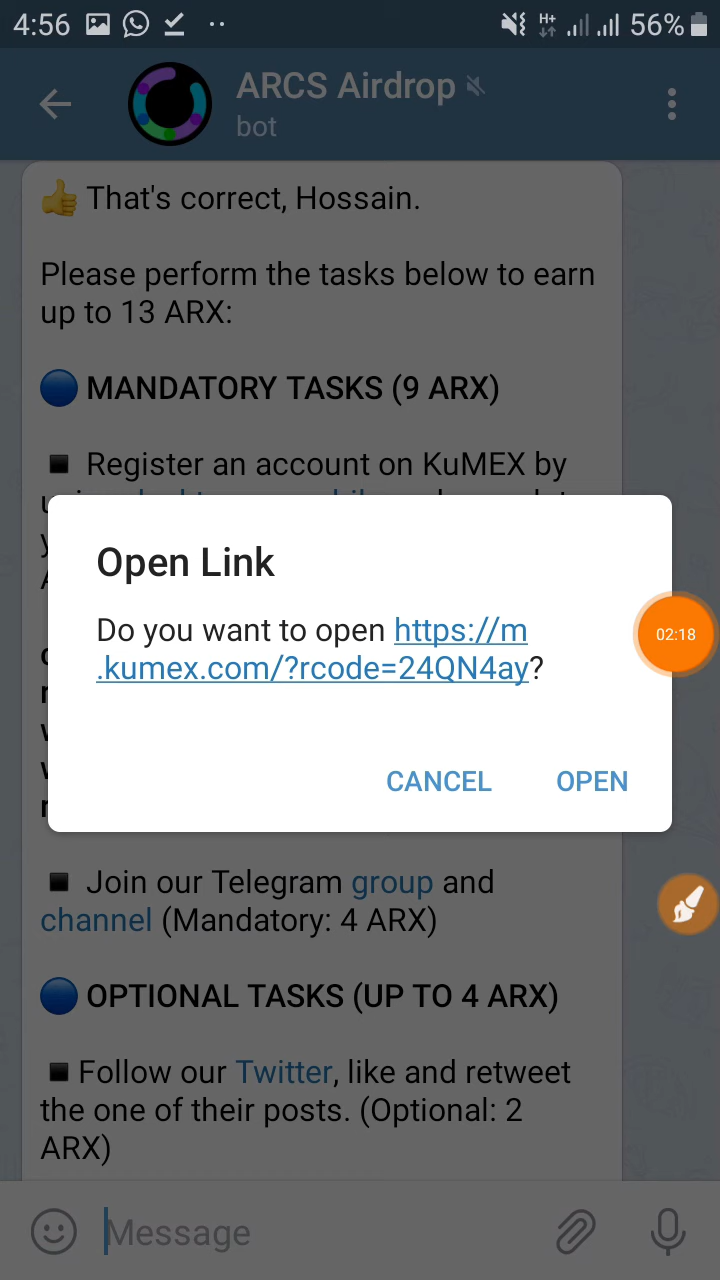 4:56
H+
56%
ARCS Airdrop
bot
👍 That's correct, Hossain.
Please perform the tasks below to earn
up to 13 ARX:
🔵 MANDATORY TASKS (9 ARX)
▪️ Register an account on KuMEX by
Open Link
Do you want to open https://m
.kumex.com/?rcode=24QN4ay?
02:18
CANCEL OPEN
▪️ Join our Telegram group and
channel (Mandatory: 4 ARX)
🔵 OPTIONAL TASKS (UP TO 4 ARX)
▪️Follow our Twitter, like and retweet
the one of their posts. (Optional: 2
ARX)
Message